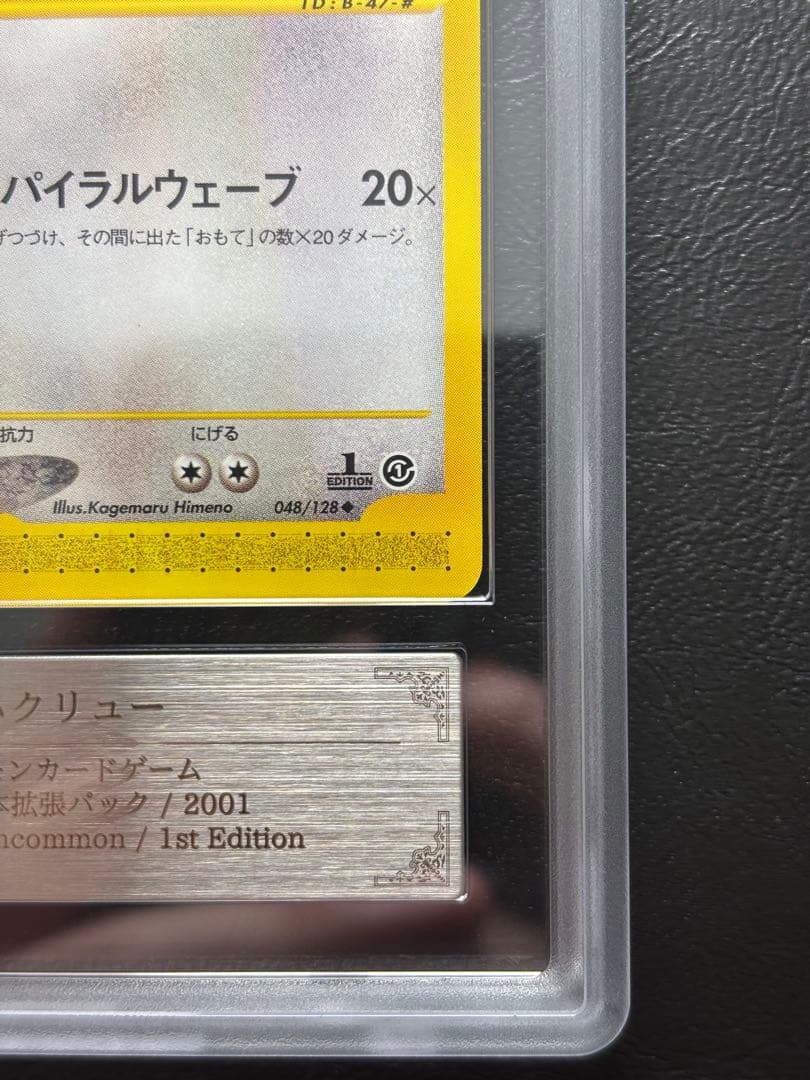 ID:B-47-#
パイラルウェーブ 20×
げつづけ、その間に出た「おもて」の数×20ダメージ。
抗力 にげる
1 EDITION
Illus.Kagemaru Himeno 048/128◆
クリュー
ンカードゲーム
本拡張パック / 2001
ncommon / 1st Edition